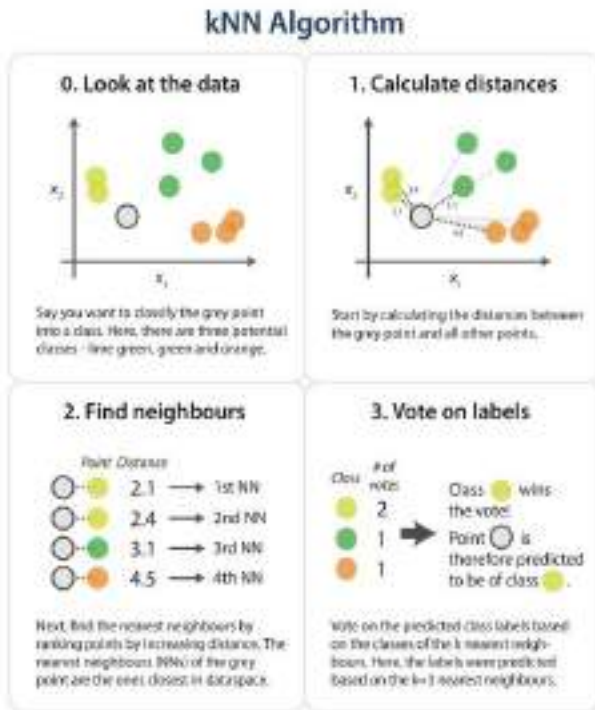 kNN Algorithm
0. Look at the data
x₂
x₁
Say you want to classify the grey point
into a class. Here, there are three potential
classes - lime green, green and orange.
1. Calculate distances
x₁
Start by calculating the distances between
the grey point and all other points.
2. Find neighbours
Point Distance
2.1 → 1st NN
2.4 → 2nd NN
3.1 → 3rd NN
4.5 → 4th NN
Next, find the nearest neighbours by
ranking points by increasing distance. The
nearest neighbours (NNs) of the grey
point are the ones closest in dataspace.
3. Vote on labels
Class
# of
votes
2
1
1
Class wins
the vote!
Point is
therefore predicted
to be of class .
Vote on the predicted class labels based
on the classes of the k nearest neigh-
bours. Here, the labels were predicted
based on the k=3 nearest neighbours.